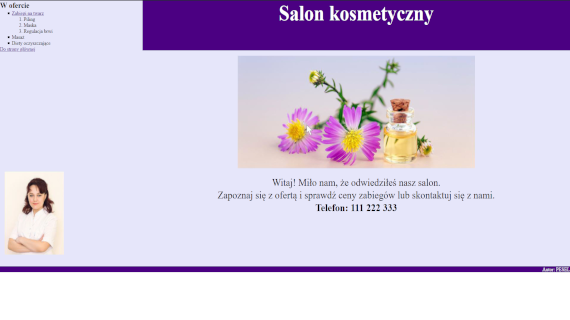 W ofercie
Zabiegi na twarz
1. Piling
2. Maska
3. Regulacja brwi
Masaż
Diety oczyszczające
Do strony głównej
Salon kosmetyczny
Witaj! Miło nam, że odwiedziłeś nasz salon.
Zapoznaj się z ofertą i sprawdź ceny zabiegów lub skontaktuj się z nami.
Telefon: 111 222 333
Autor: PESEL